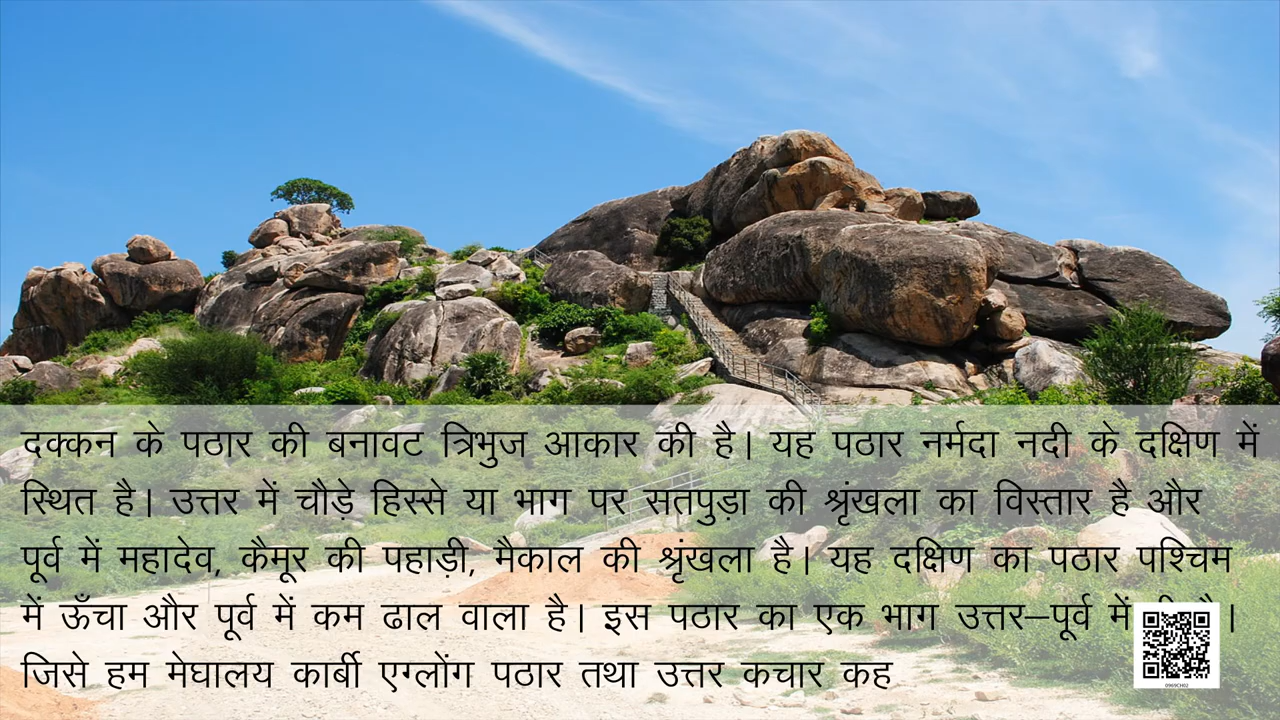 दक्कन के पठार की बनावट त्रिभुज आकार की है। यह पठार नर्मदा नदी के दक्षिण में
स्थित है। उत्तर में चौड़े हिस्से या भाग पर सतपुड़ा की श्रृंखला का विस्तार है और
पूर्व में महादेव, कैमूर की पहाड़ी, मैकाल की श्रृंखला है। यह दक्षिण का पठार पश्चिम
में ऊँचा और पूर्व में कम ढाल वाला है। इस पठार का एक भाग उत्तर–पूर्व में है।
जिसे हम मेघालय कार्बी एग्लोंग पठार तथा उत्तर कचार कह
0969CH02